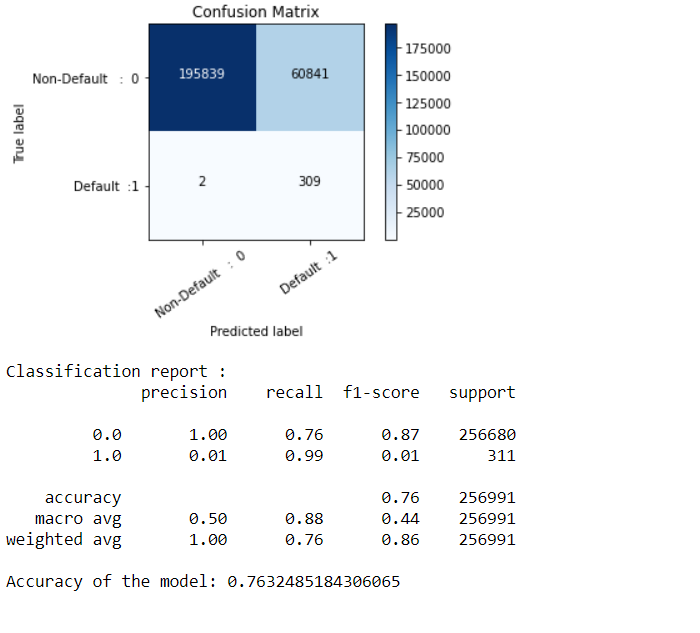 Confusion Matrix
195839 60841
2 309
Non-Default : 0
Default :1
True label
Non-Default : 0
Default :1
Predicted label
175000
150000
125000
100000
75000
50000
25000
Classification report :
precision recall f1-score support
0.0 1.00 0.76 0.87 256680
1.0 0.01 0.99 0.01 311
accuracy 0.76 256991
macro avg 0.50 0.88 0.44 256991
weighted avg 1.00 0.76 0.86 256991
Accuracy of the model: 0.7632485184306065